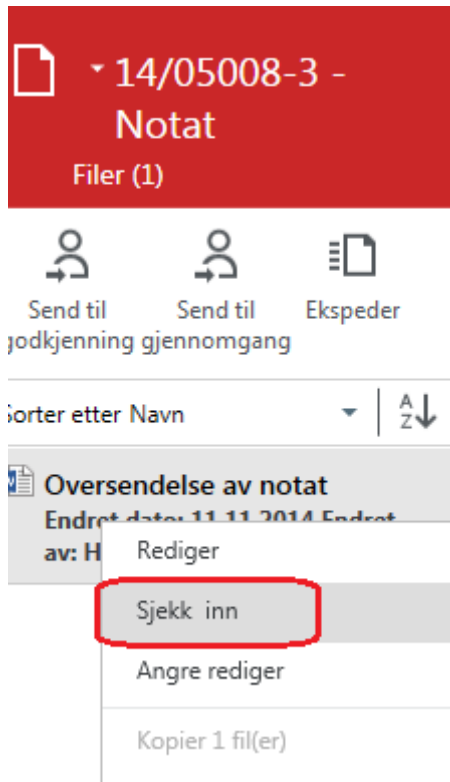 14/05008-3 -
Notat
Filer (1)
Send til
godkjenning
Send til
gjennomgang
Ekspeder
Sorter etter Navn
A
Z
Oversendelse av notat
Endret dato: 11.11.2014 Endret
av: H
Rediger
Sjekk inn
Angre rediger
Kopier 1 fil(er)